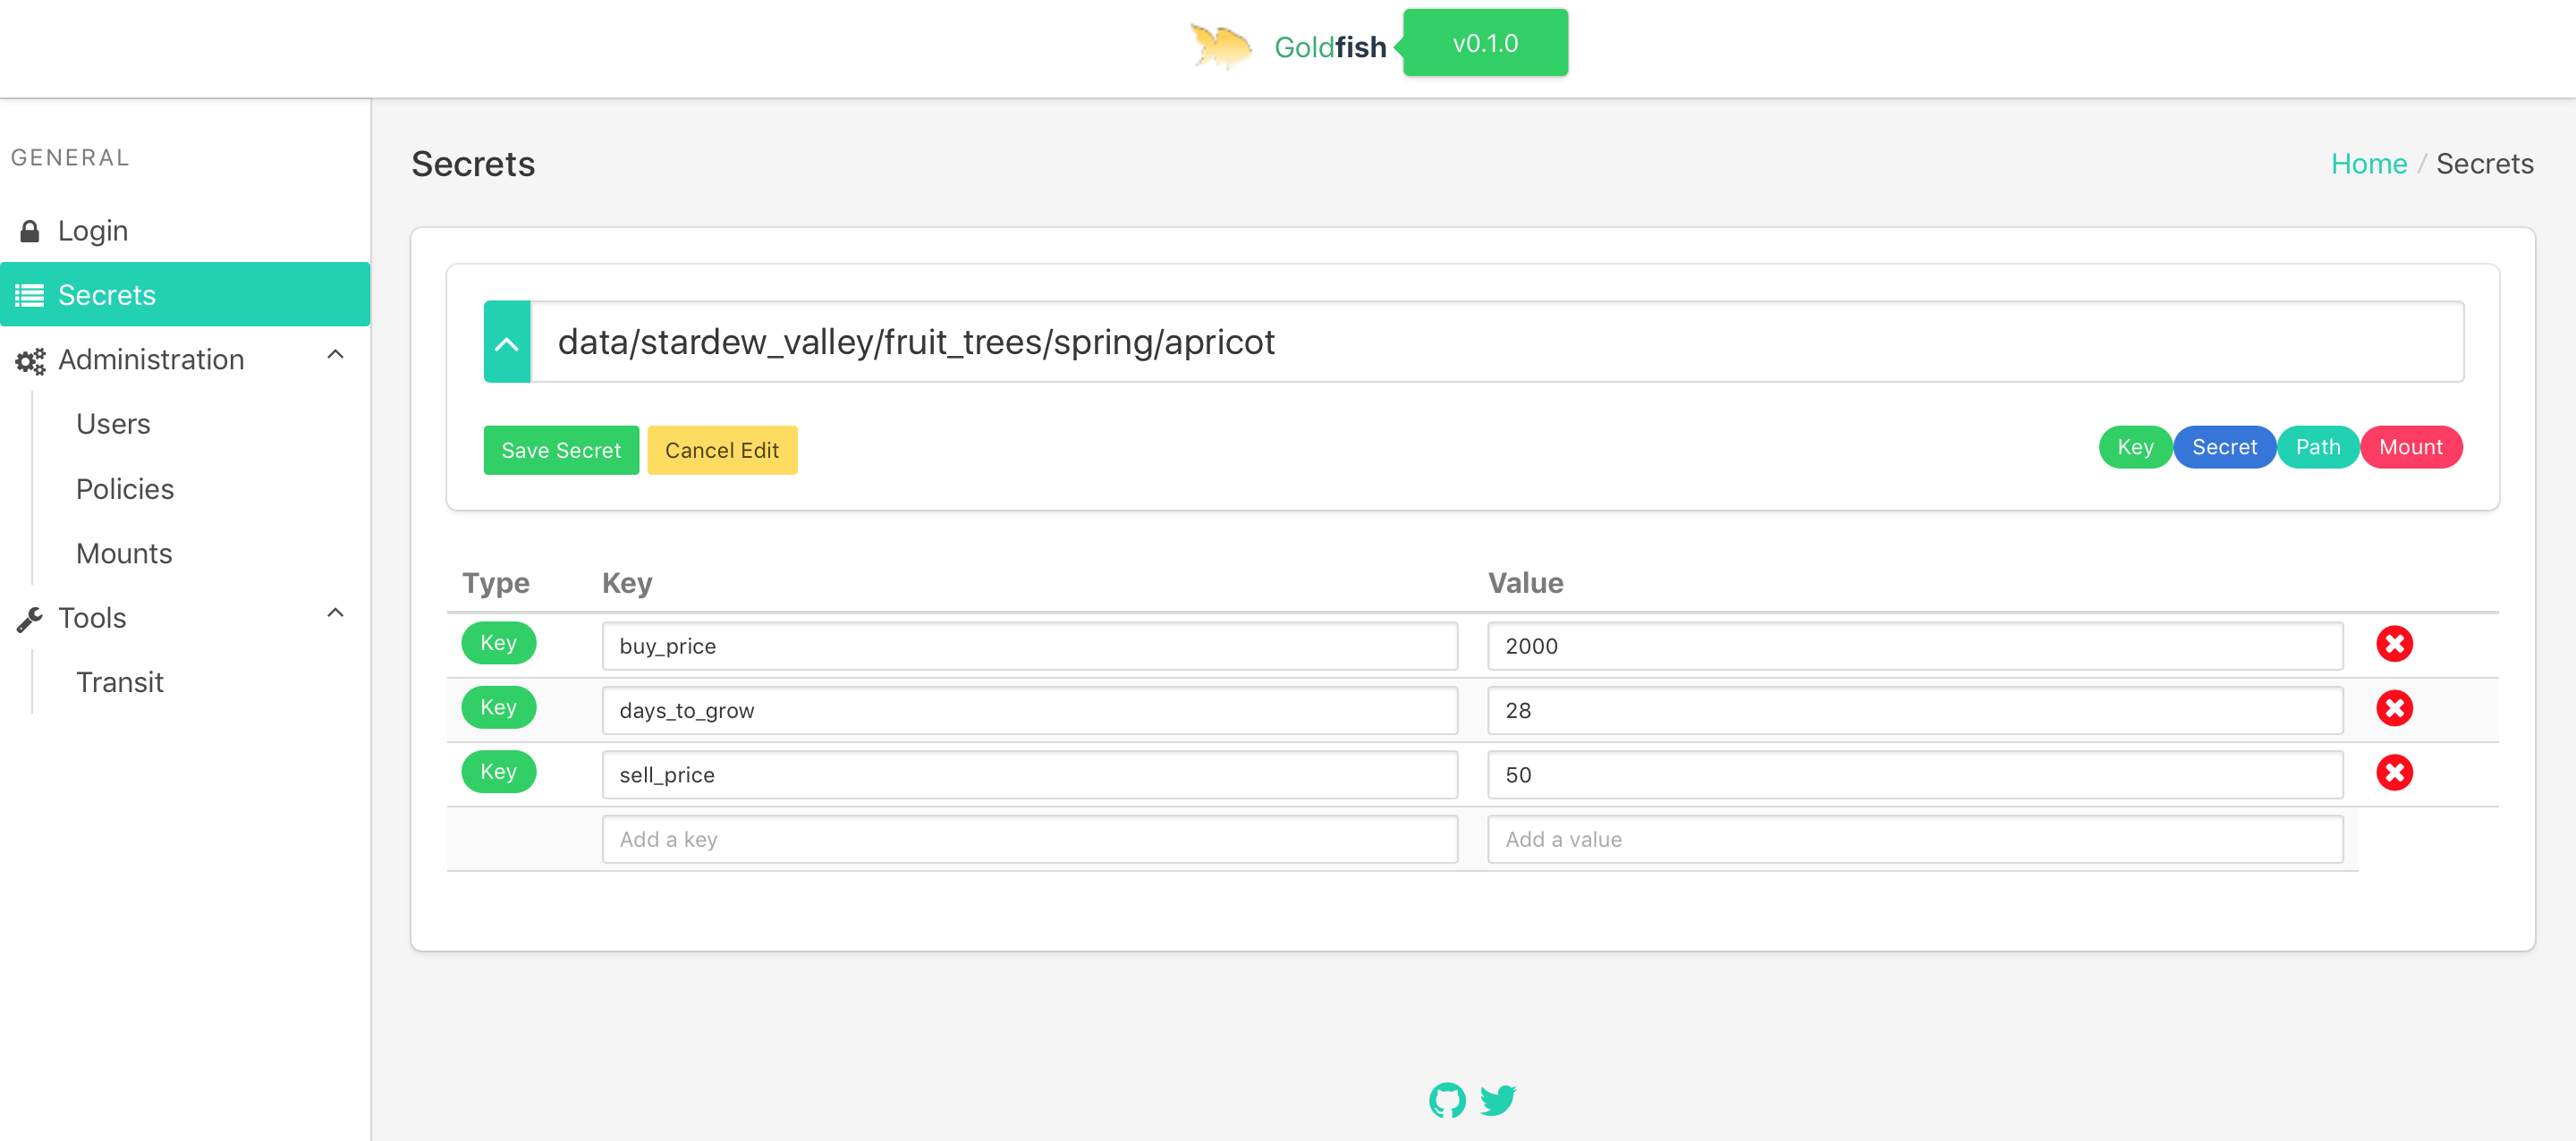 Goldfish v0.1.0
GENERAL
Login
Secrets
Administration
Users
Policies
Mounts
Tools
Transit
Secrets
Home / Secrets
data/stardew_valley/fruit_trees/spring/apricot
Save Secret Cancel Edit
Key Secret Path Mount
Type Key Value
Key buy_price 2000
Key days_to_grow 28
Key sell_price 50
Add a key Add a value